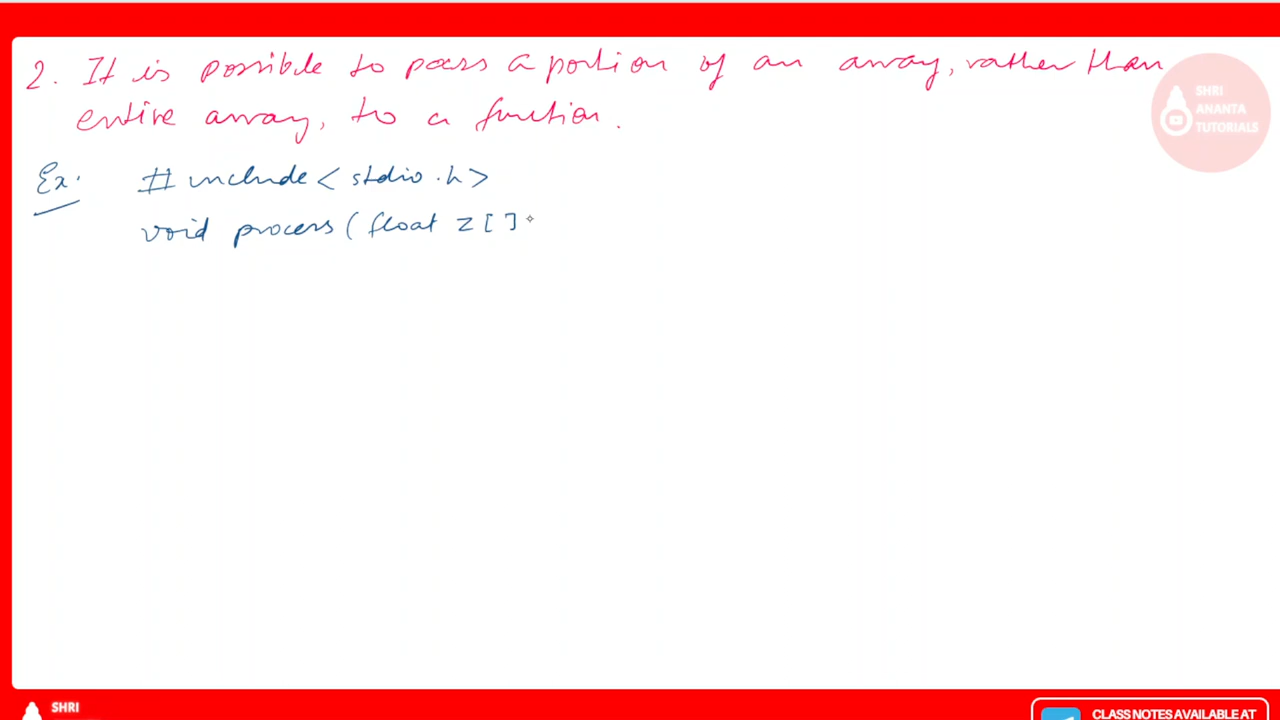 2. It is possible to pass a portion of an array, rather than
entire array, to a function.
Ex: #include<stdio.h>
void process(float z[]
SHRI
ANANTA
TUTORIALS
SHRI
CLASS NOTES AVAILABLE AT